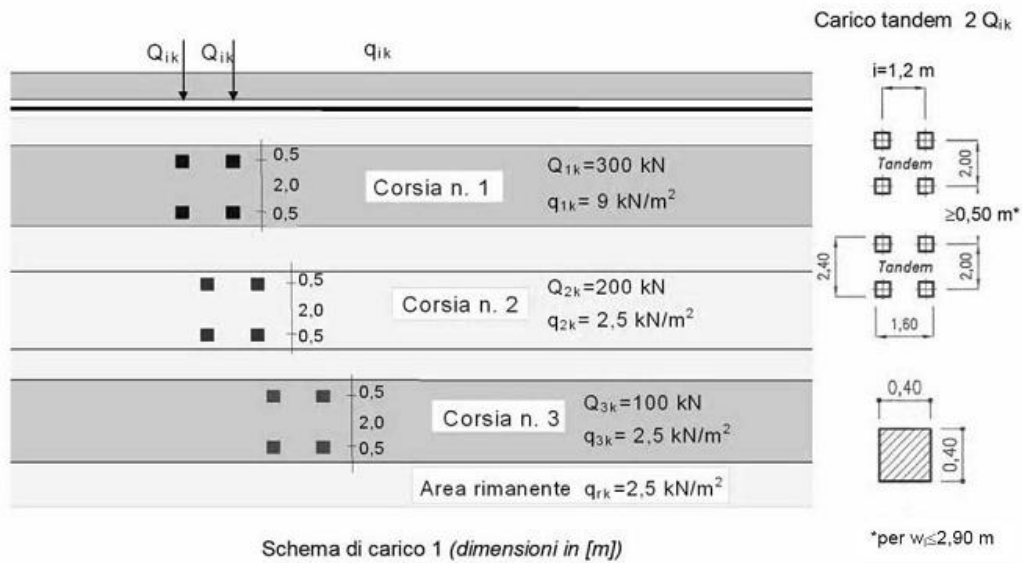 Carico tandem 2 Qik
Qik Qik qik
i=1,2 m
0,5
2,0
0,5
Corsia n. 1
Q1k=300 kN
q1k= 9 kN/m²
Tandem
2,00
≥0,50 m*
0,5
2,0
0,5
Corsia n. 2
Q2k=200 kN
q2k= 2,5 kN/m²
2,40
Tandem
2,00
1,60
0,5
2,0
0,5
Corsia n. 3
Q3k=100 kN
q3k= 2,5 kN/m²
0,40
0,40
Area rimanente qrk=2,5 kN/m²
Schema di carico 1 (dimensioni in [m])
*per wl≤2,90 m